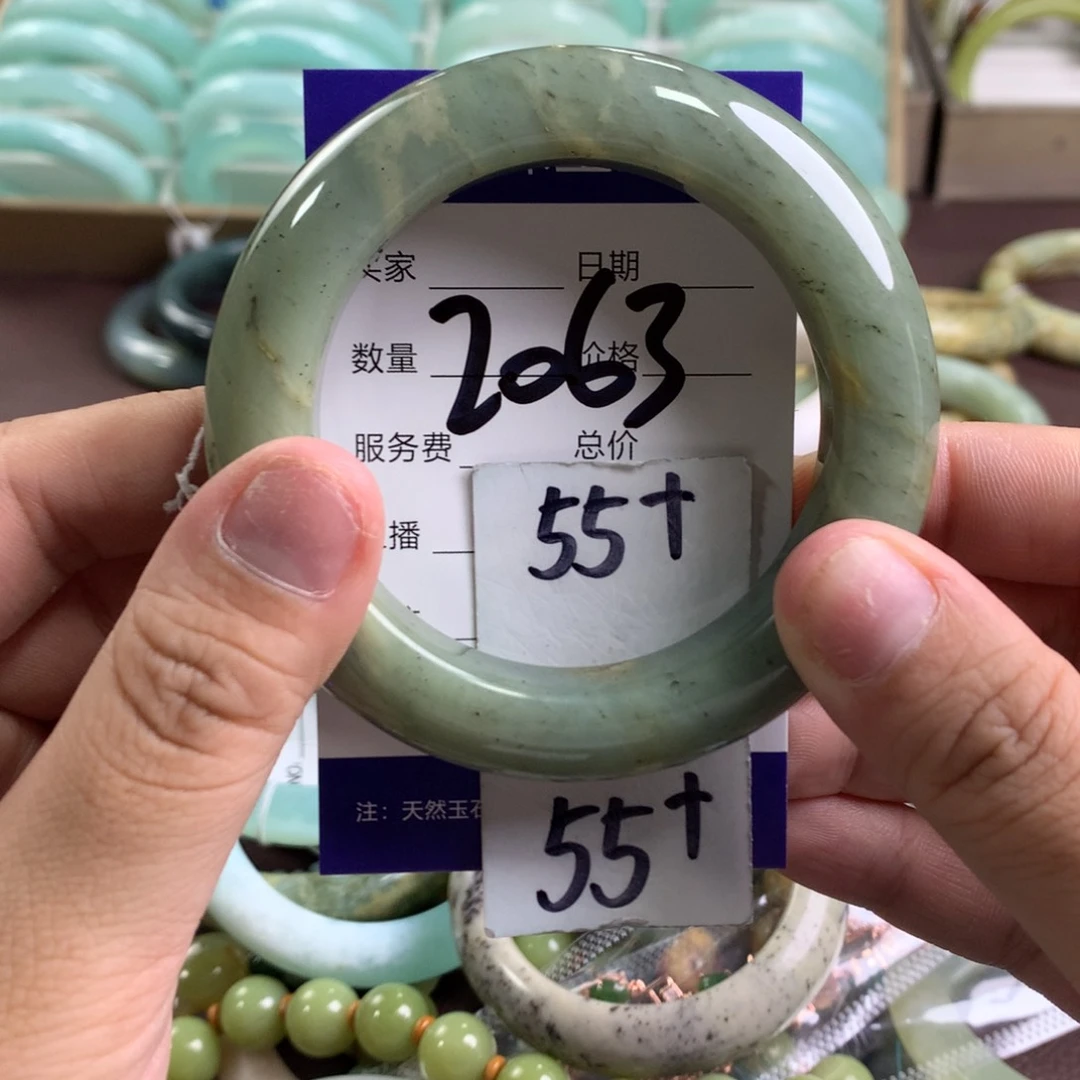 家 日期
2063
数量 价格
服务费 总价
播
55+
55+
注：天然玉石